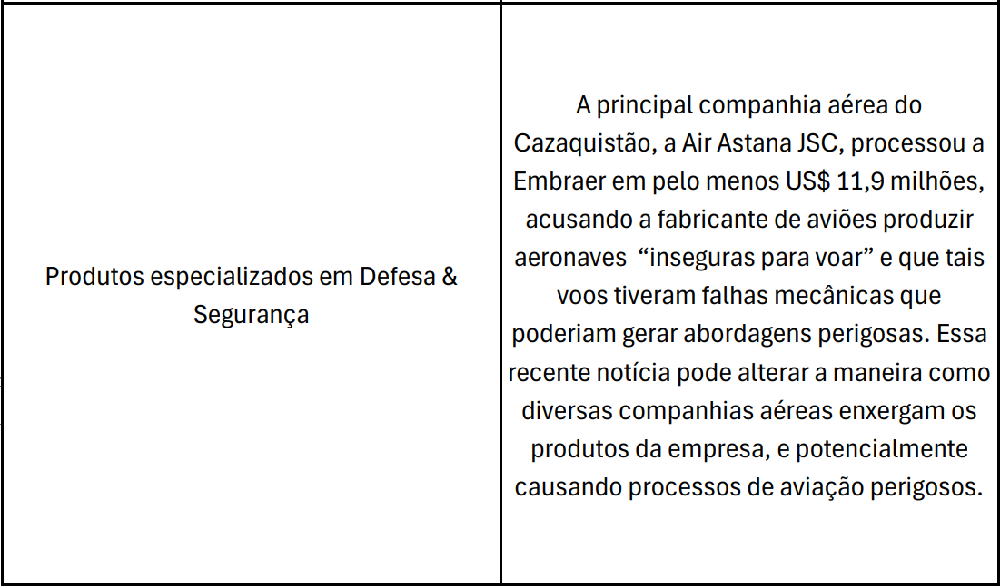 Produtos especializados em Defesa &
Segurança
A principal companhia aérea do
Cazaquistão, a Air Astana JSC, processou a
Embraer em pelo menos US$ 11,9 milhões,
acusando a fabricante de aviões produzir
aeronaves  “inseguras para voar” e que tais
voos tiveram falhas mecânicas que
poderiam gerar abordagens perigosas. Essa
recente notícia pode alterar a maneira como
diversas companhias aéreas enxergam os
produtos da empresa, e potencialmente
causando processos de aviação perigosos.